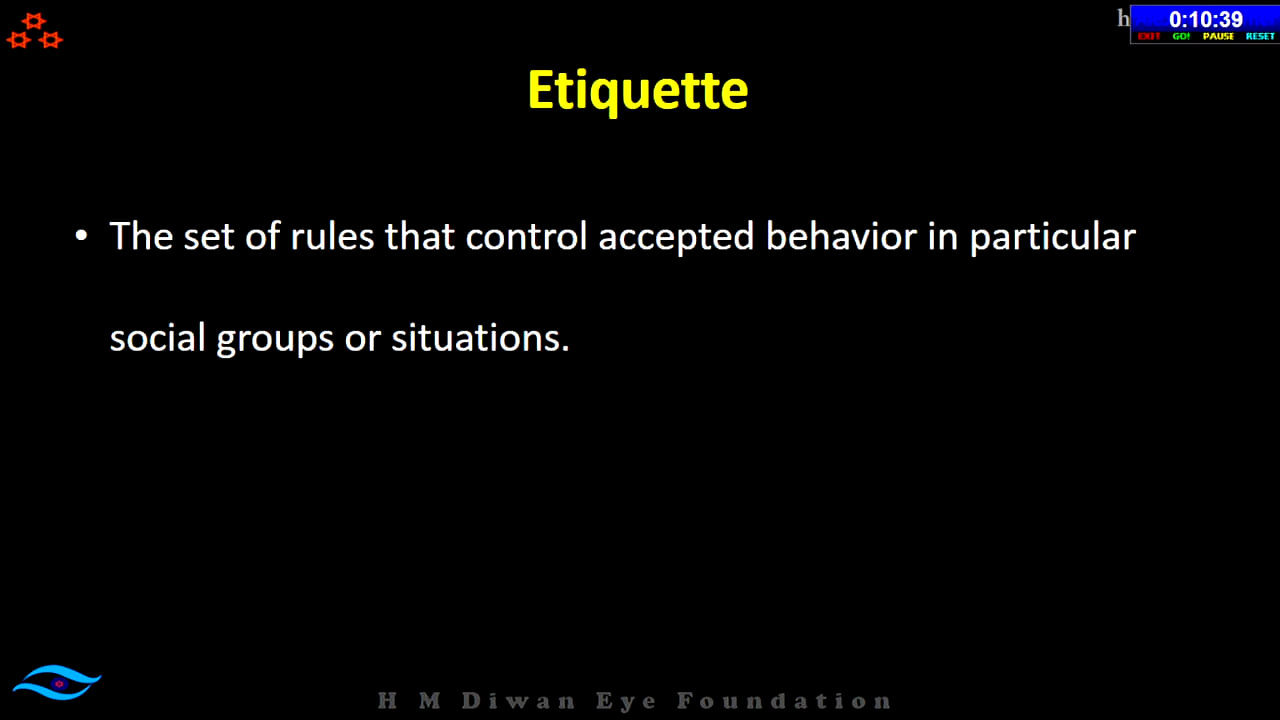 h
0:10:39
EXIT GO! PAUSE RESET
Etiquette
• The set of rules that control accepted behavior in particular
social groups or situations.
H M Diwan Eye Foundation